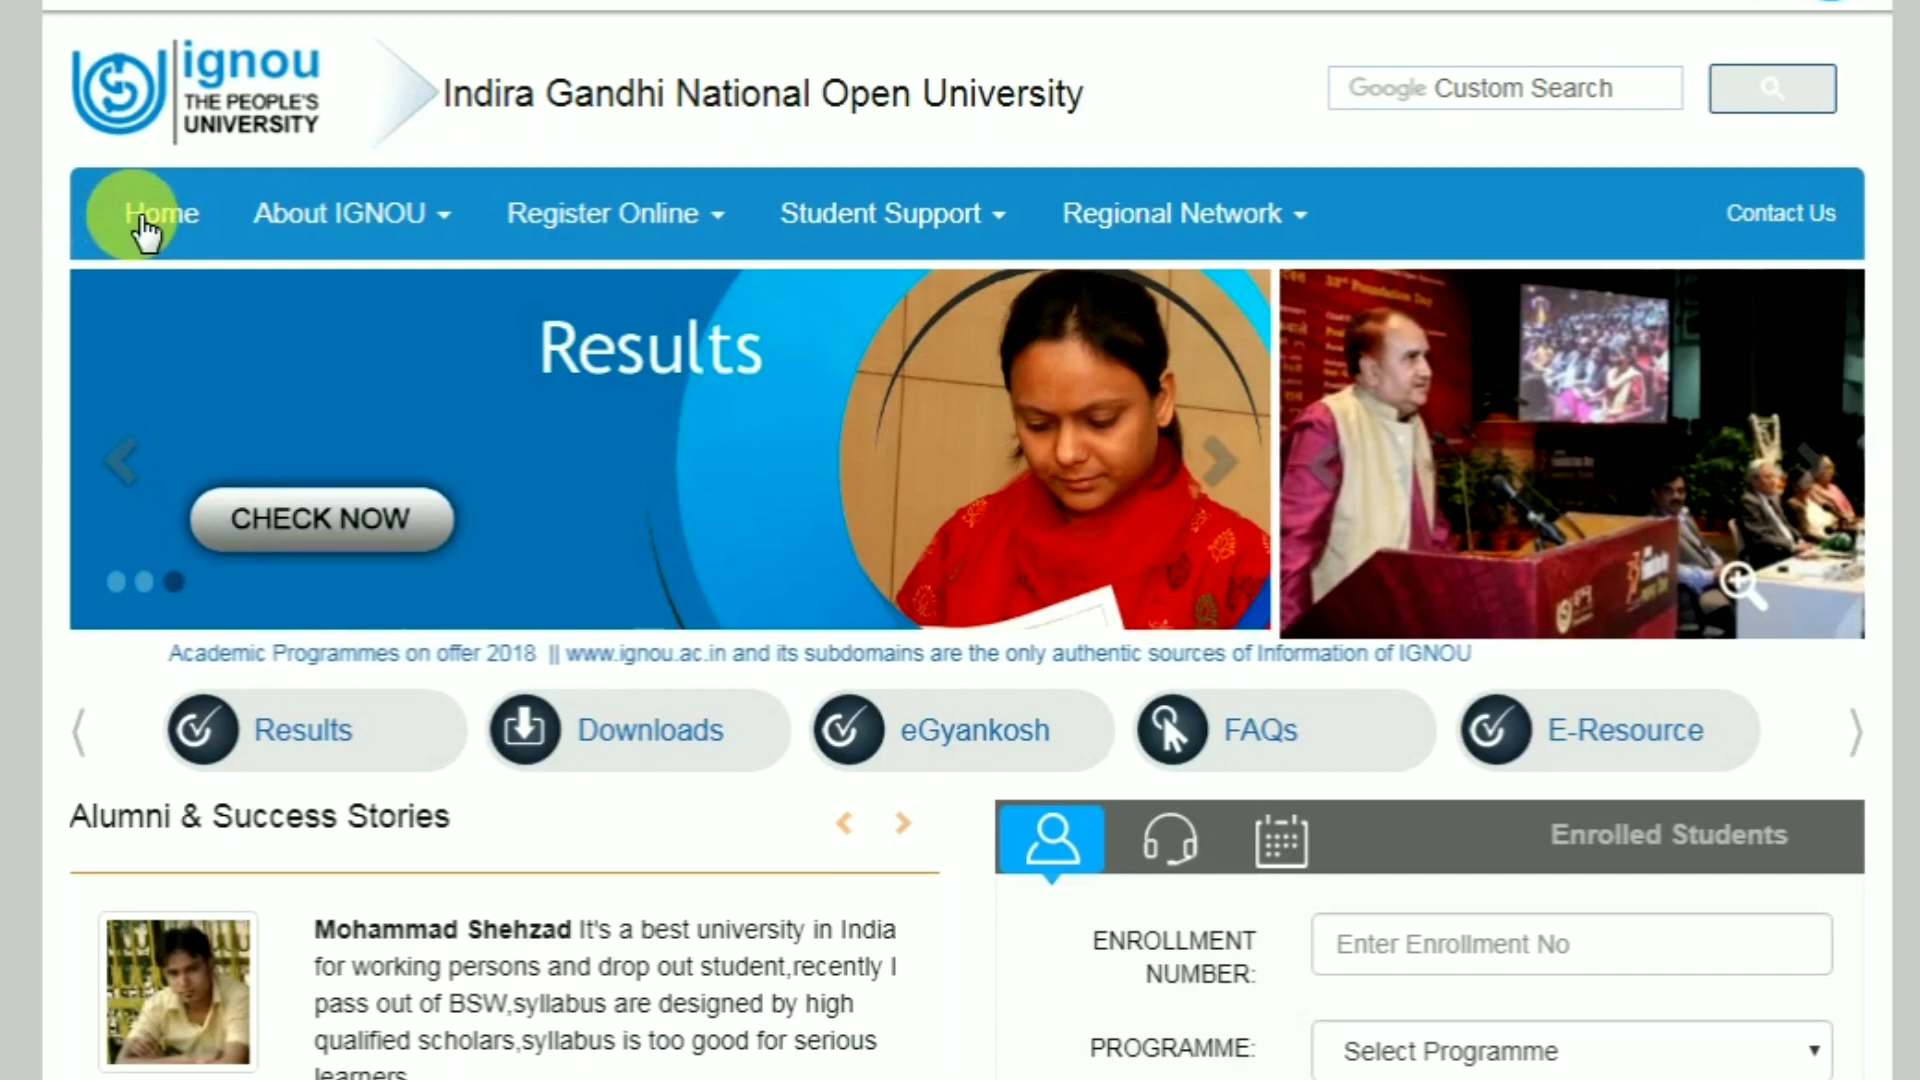 ignou
THE PEOPLE'S
UNIVERSITY
Indira Gandhi National Open University
Google Custom Search
Home
About IGNOU
Register Online
Student Support
Regional Network
Contact Us
Results
CHECK NOW
33rd Foundation Day
Academic Programmes on offer 2018 || www.ignou.ac.in and its subdomains are the only authentic sources of Information of IGNOU
Results
Downloads
eGyankosh
FAQs
E-Resource
Alumni & Success Stories
Enrolled Students
Mohammad Shehzad It's a best university in India
for working persons and drop out student,recently I
pass out of BSW,syllabus are designed by high
qualified scholars,syllabus is too good for serious
learners
ENROLLMENT
NUMBER:
Enter Enrollment No
PROGRAMME:
Select Programme